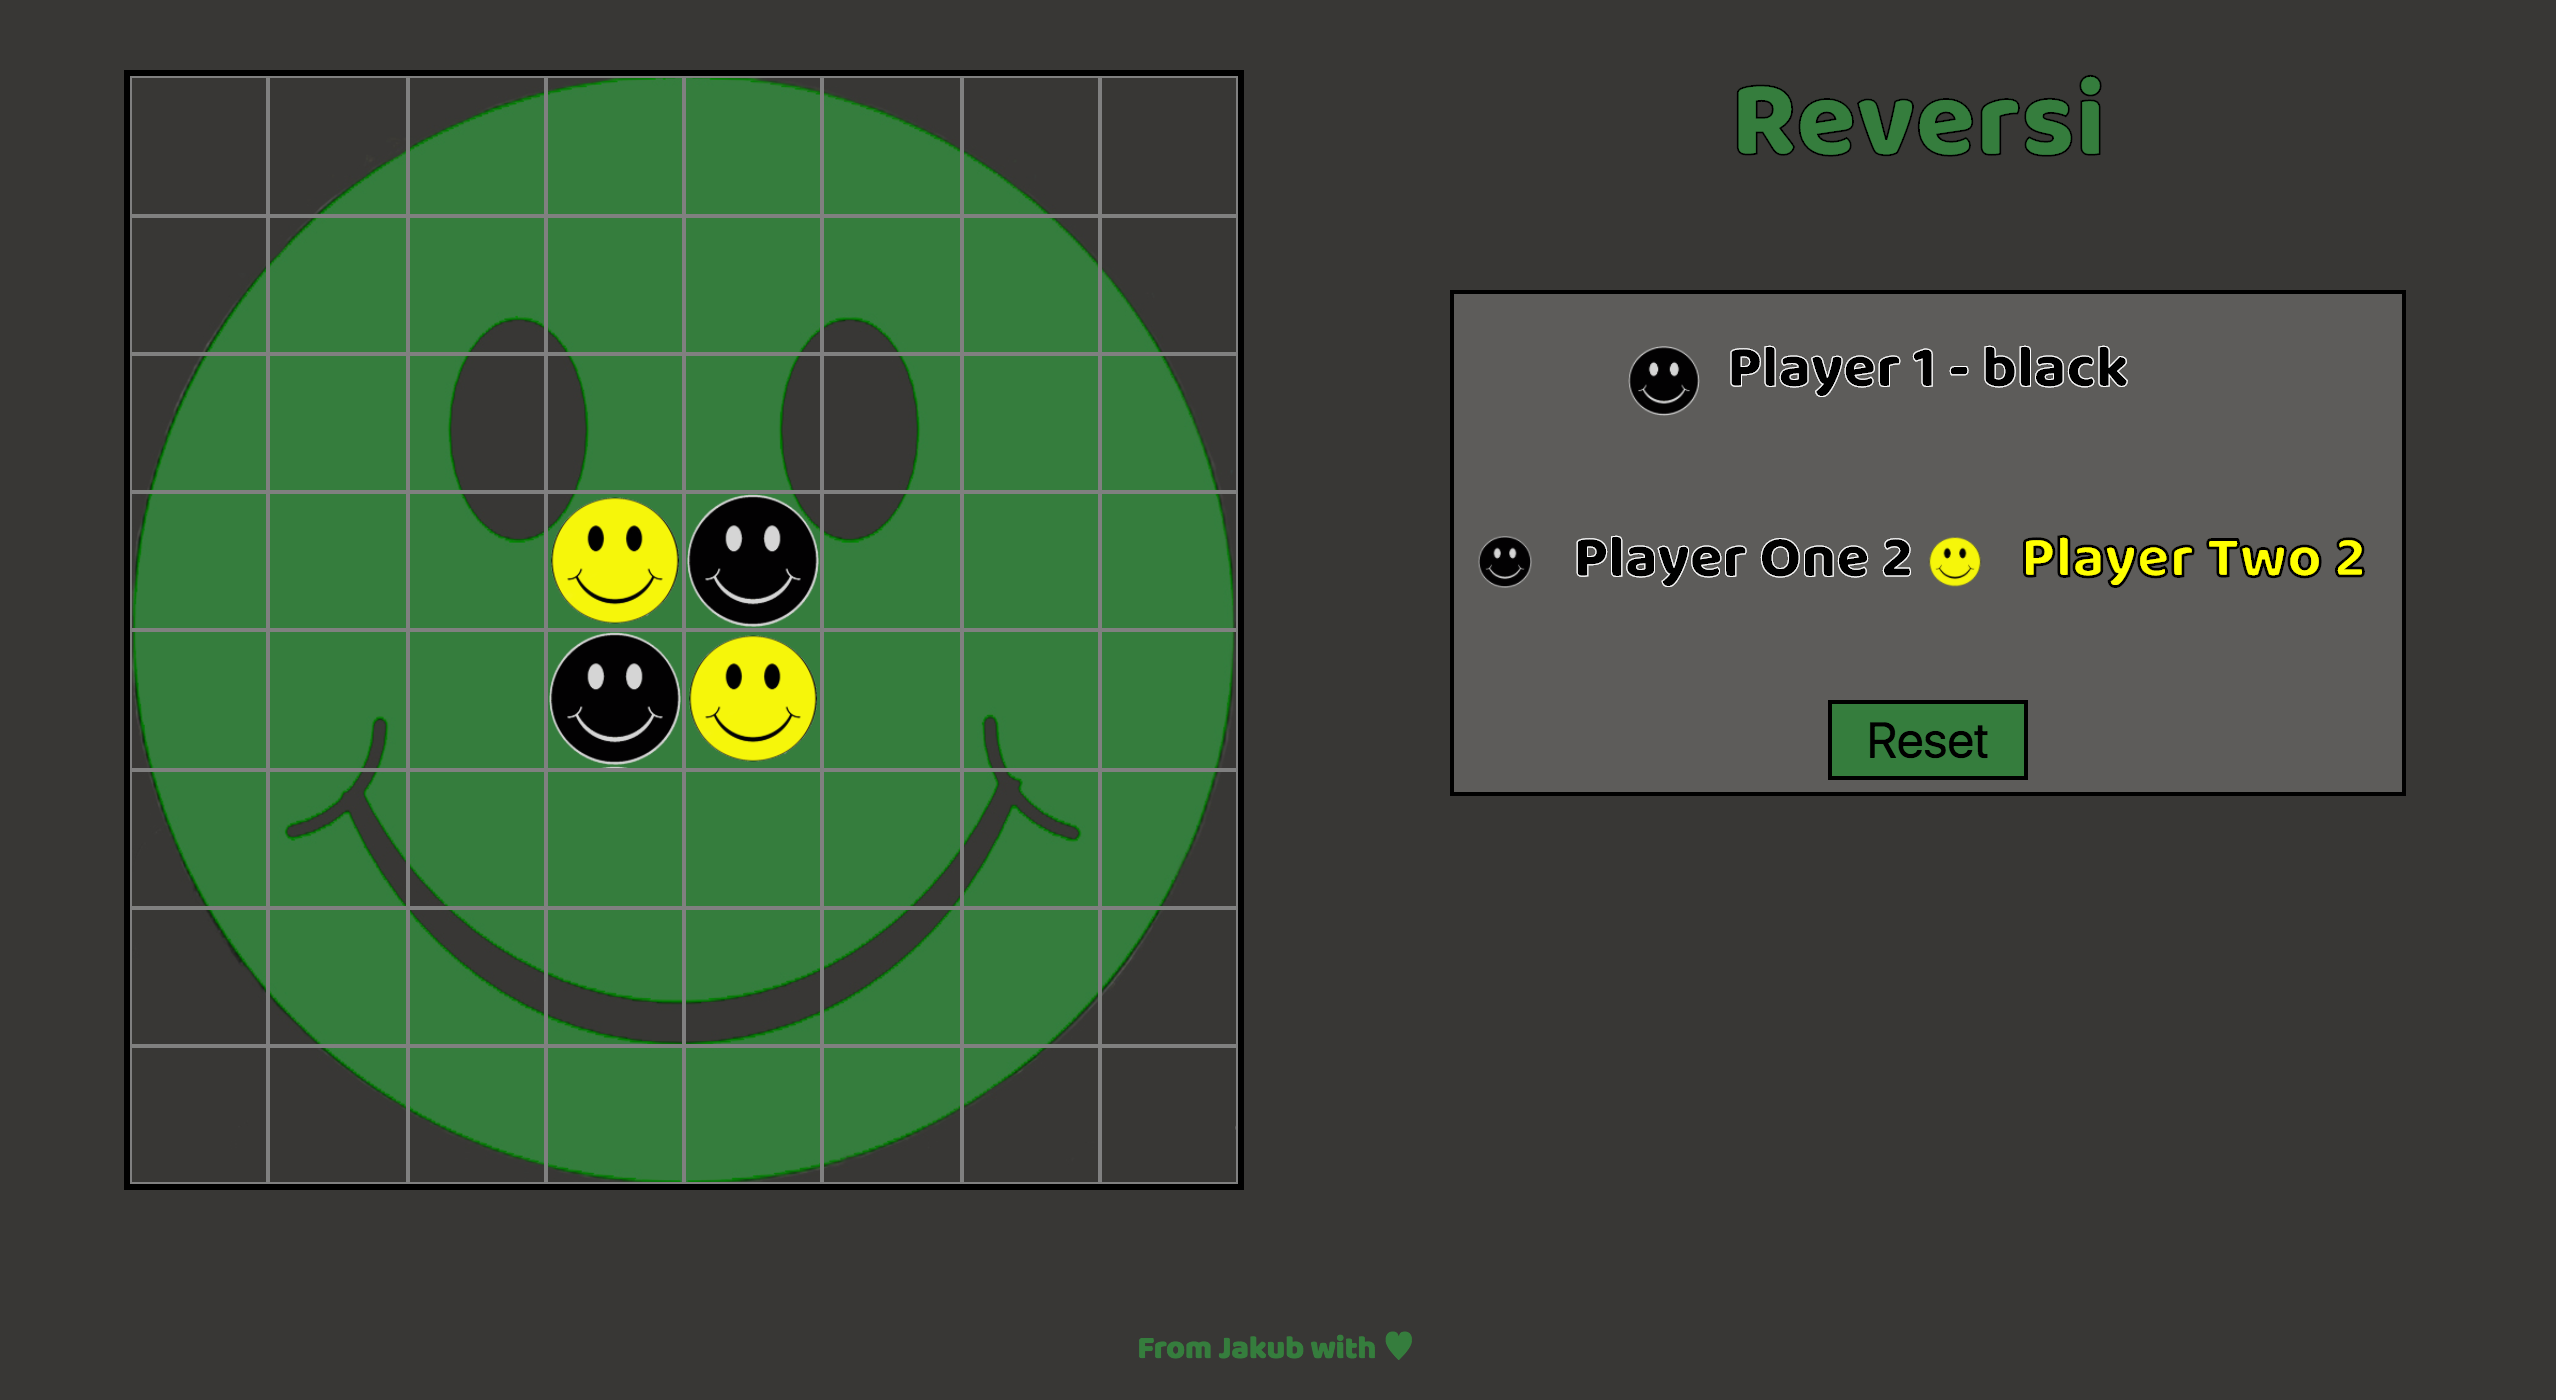 Reversi
Player 1 - black
Player One 2 Player Two 2
Reset
From Jakub with ♥